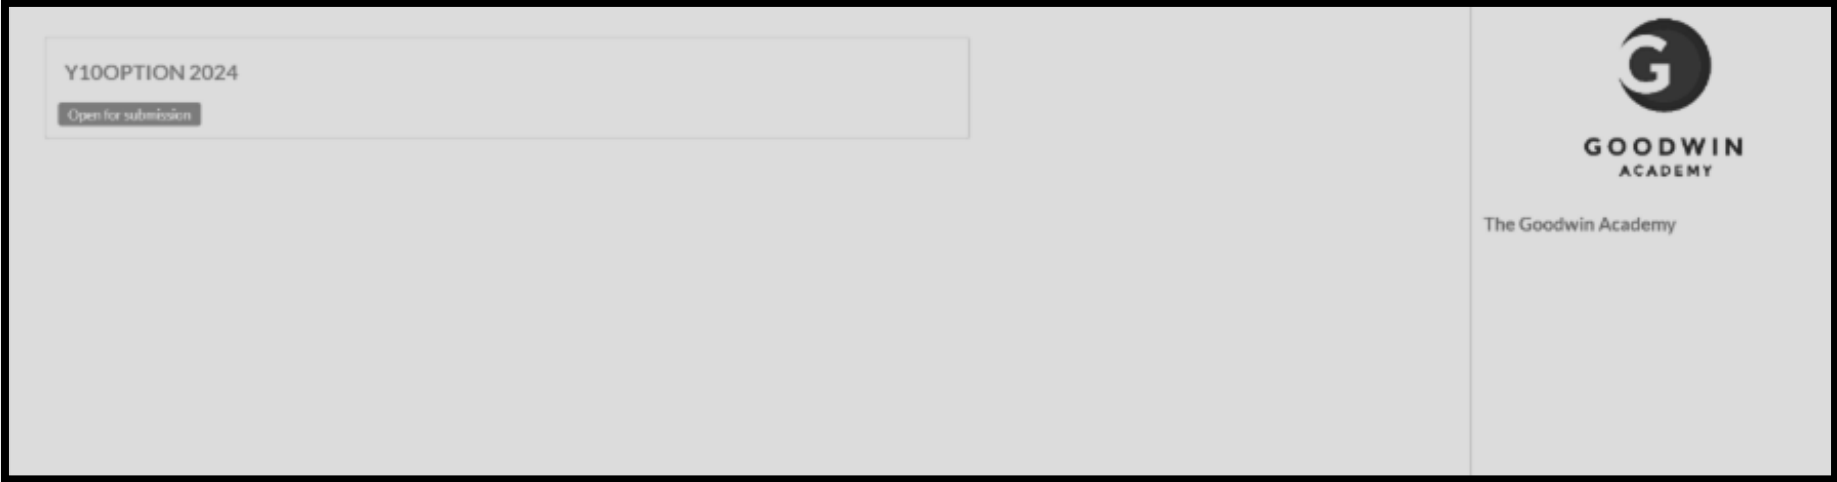 Y10OPTION 2024
Open for submission
G
GOODWIN
ACADEMY
The Goodwin Academy